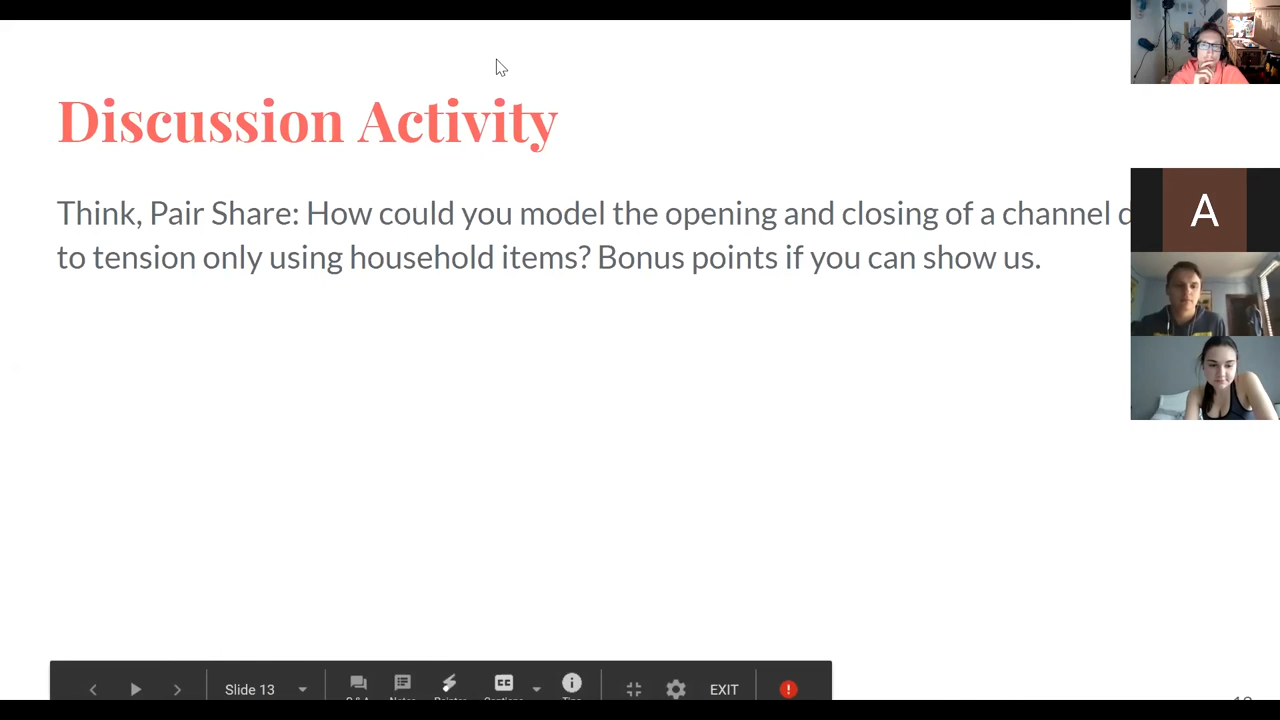 Discussion Activity
Think, Pair Share: How could you model the opening and closing of a channel
to tension only using household items? Bonus points if you can show us.
A
Slide 13
CC
EXIT